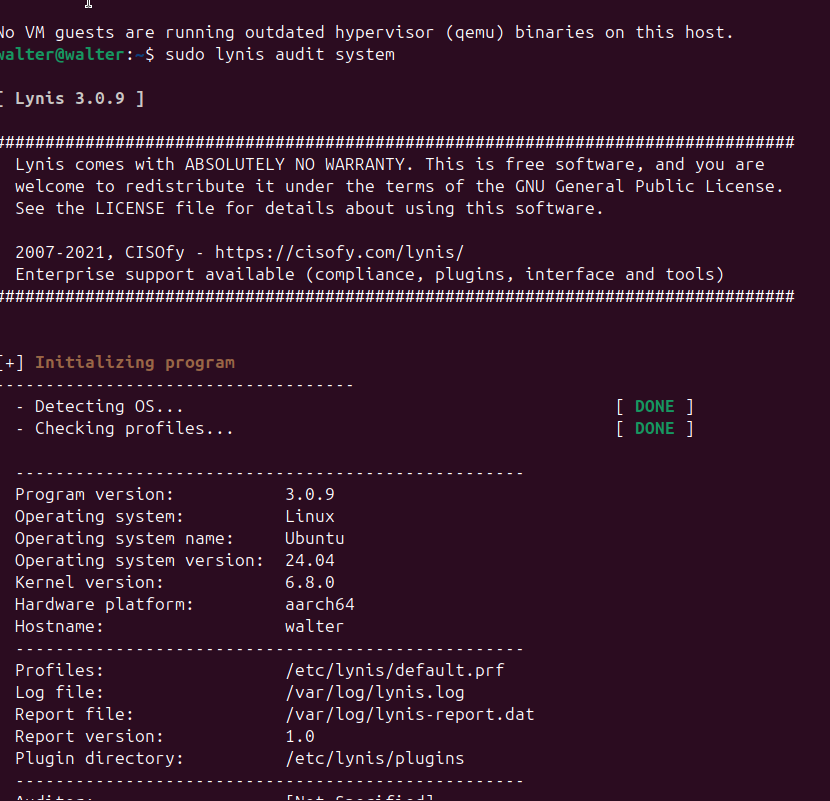 No VM guests are running outdated hypervisor (qemu) binaries on this host.
walter@walter:~$ sudo lynis audit system
[ Lynis 3.0.9 ]
################################################################################
Lynis comes with ABSOLUTELY NO WARRANTY. This is free software, and you are
welcome to redistribute it under the terms of the GNU General Public License.
See the LICENSE file for details about using this software.
2007-2021, CISOfy - https://cisofy.com/lynis/
Enterprise support available (compliance, plugins, interface and tools)
################################################################################
[+] Initializing program
------------------------------------
- Detecting OS... [ DONE ]
- Checking profiles... [ DONE ]
---------------------------------------------------
Program version: 3.0.9
Operating system: Linux
Operating system name: Ubuntu
Operating system version: 24.04
Kernel version: 6.8.0
Hardware platform: aarch64
Hostname: walter
---------------------------------------------------
Profiles: /etc/lynis/default.prf
Log file: /var/log/lynis.log
Report file: /var/log/lynis-report.dat
Report version: 1.0
Plugin directory: /etc/lynis/plugins
---------------------------------------------------
Auditor: [Not Specified]